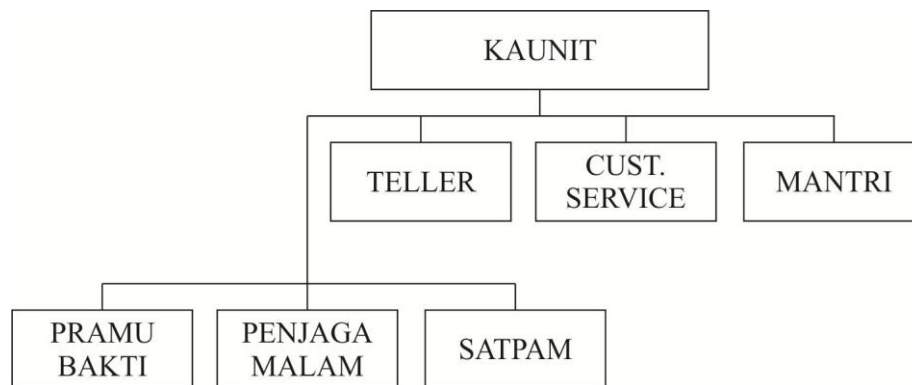 KAUNIT
TELLER
CUST.
SERVICE
MANTRI
PRAMU
BAKTI
PENJAGA
MALAM
SATPAM